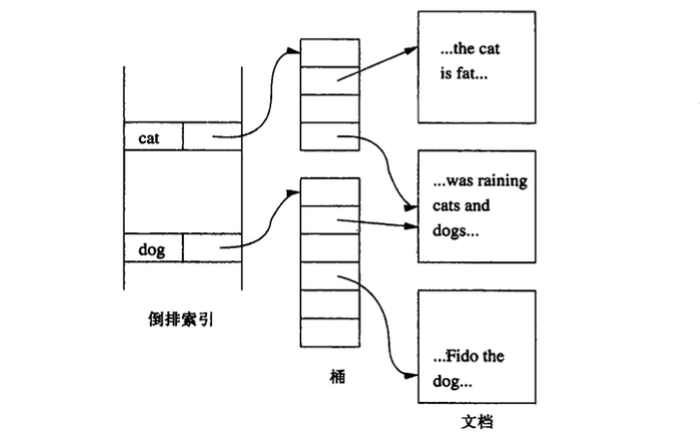 ...the cat
is fat...
cat
...was raining
cats and
dogs...
dog
倒排索引
...Fido the
dog...
桶
文档